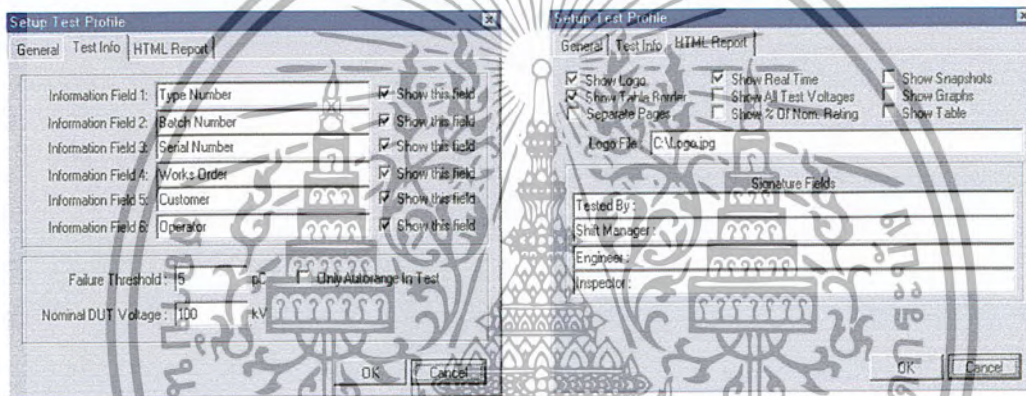 Setup Test Profile
General Test Info HTML Report
Information Field 1: Type Number Show this field
Information Field 2: Batch Number Show this field
Information Field 3: Serial Number Show this field
Information Field 4: Works Order Show this field
Information Field 5: Customer Show this field
Information Field 6: Operator Show this field
Failure Threshold: 5 pC Only Autorange In Test
Nominal DUT Voltage: 100 kV
OK Cancel
Setup Test Profile
General Test Info HTML Report
Show Logo Show Real Time Show Snapshots
Show Table Border Show All Test Voltages Show Graphs
Separate Pages Show % Of Nom. Rating Show Table
Logo File: C:\Logo.jpg
Signature Fields
Tested By :
Shift Manager :
Engineer :
Inspector :
OK Cancel